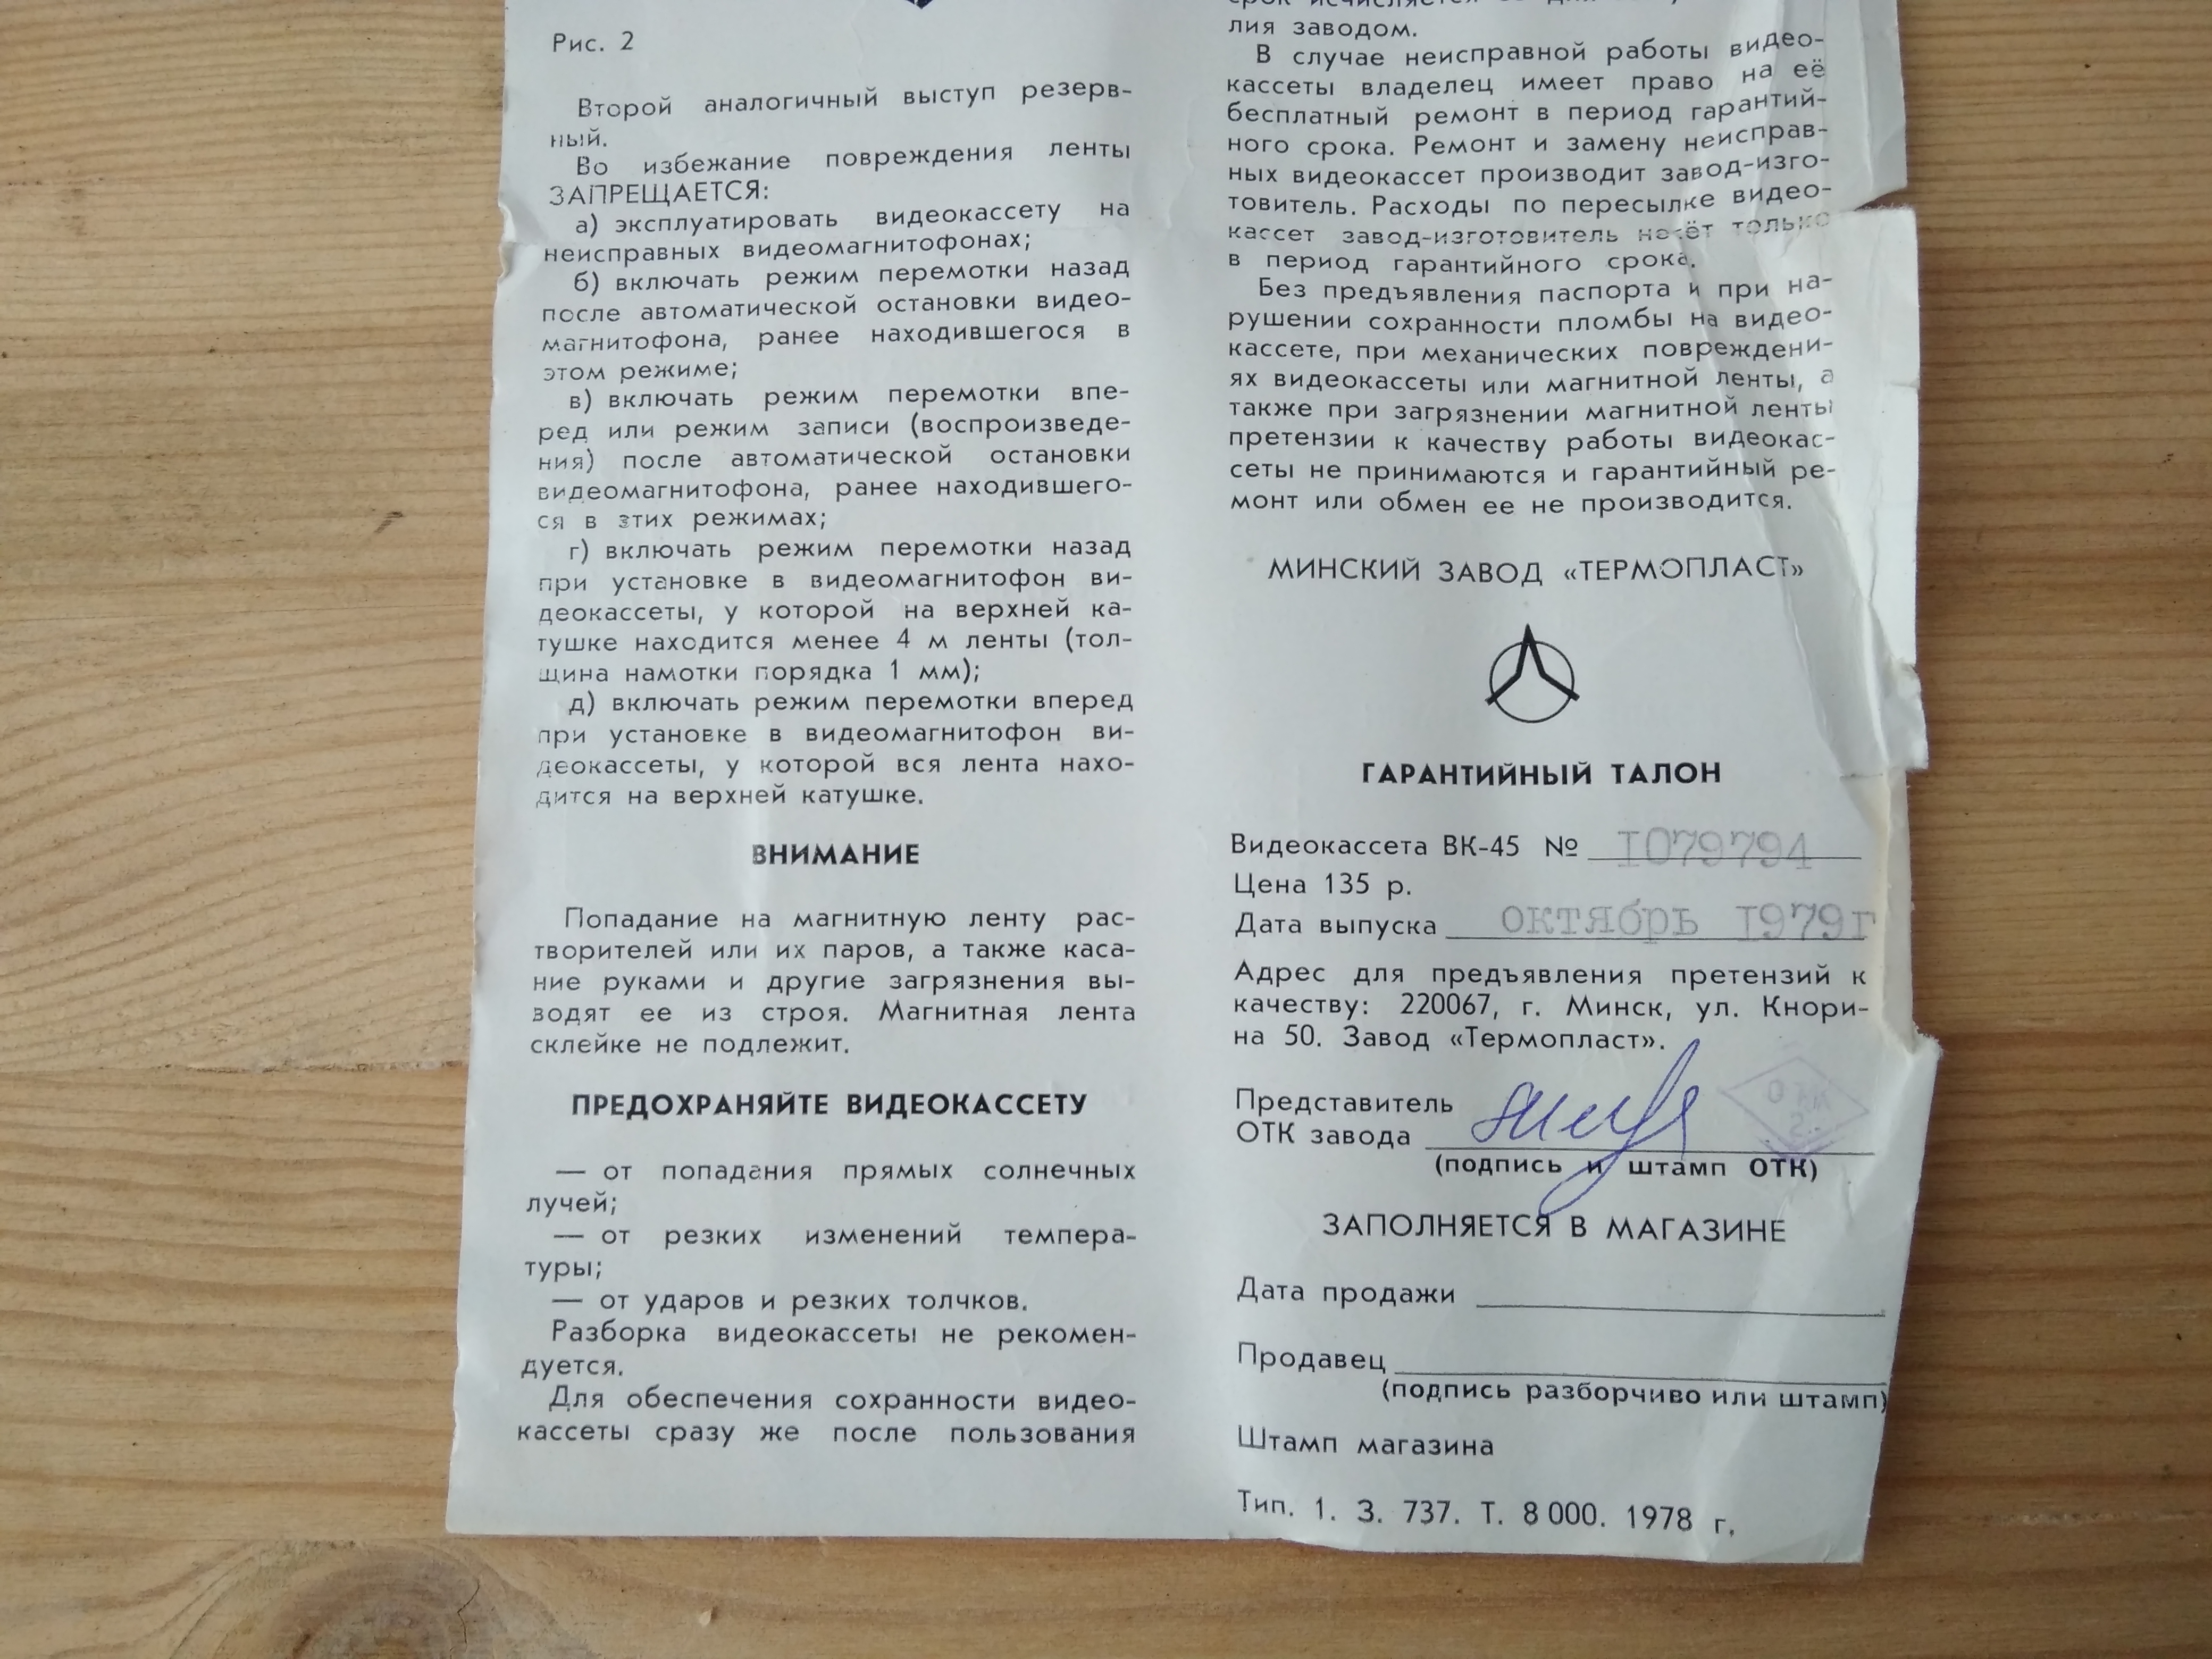 Рис. 2
Второй аналогичный выступ резерв-
ный.
Во избежание повреждения ленты
ЗАПРЕЩАЕТСЯ:
а) эксплуатировать видеокассету на
неисправных видеомагнитофонах;
б) включать режим перемотки назад
после автоматической остановки видео-
магнитофона, ранее находившегося в
этом режиме;
в) включать режим перемотки впе-
ред или режим записи (воспроизведе-
ния) после автоматической остановки
видеомагнитофона, ранее находившего-
ся в этих режимах;
г) включать режим перемотки назад
при установке в видеомагнитофон ви-
деокассеты, у которой на верхней ка-
тушке находится менее 4 м ленты (тол-
щина намотки порядка 1 мм);
д) включать режим перемотки вперед
при установке в видеомагнитофон ви-
деокассеты, у которой вся лента нахо-
дится на верхней катушке.
ВНИМАНИЕ
Попадание на магнитную ленту рас-
творителей или их паров, а также каса-
ние руками и другие загрязнения вы-
водят ее из строя. Магнитная лента
склейке не подлежит.
ПРЕДОХРАНЯЙТЕ ВИДЕОКАССЕТУ
— от попадания прямых солнечных
лучей;
— от резких изменений темпера-
туры;
— от ударов и резких толчков.
Разборка видеокассеты не рекомен-
дуется.
Для обеспечения сохранности видео-
кассеты сразу же после пользования
срок исчисляется со дня
лия заводом.
В случае неисправной работы видео-
кассеты владелец имеет право на её
бесплатный ремонт в период гарантий-
ного срока. Ремонт и замену неисправ-
ных видеокассет производит завод-изго-
товитель. Расходы по пересылке видео-
кассет завод-изготовитель несёт только
в период гарантийного срока.
Без предъявления паспорта и при на-
рушении сохранности пломбы на видео-
кассете, при механических повреждени-
ях видеокассеты или магнитной ленты, а
также при загрязнении магнитной ленты
претензии к качеству работы видеокас-
сеты не принимаются и гарантийный ре-
монт или обмен ее не производится.
МИНСКИЙ ЗАВОД «ТЕРМОПЛАСТ»
ГАРАНТИЙНЫЙ ТАЛОН
Видеокассета ВК-45 № I079794
Цена 135 р.
Дата выпуска октябрь I979г
Адрес для предъявления претензий к
качеству: 220067, г. Минск, ул. Кнори-
на 50. Завод «Термопласт».
Представитель
ОТК завода
(подпись и штамп ОТК)
ЗАПОЛНЯЕТСЯ В МАГАЗИНЕ
Дата продажи
Продавец
(подпись разборчиво или штамп)
Штамп магазина
Тип. 1. З. 737. Т. 8 000. 1978 г.